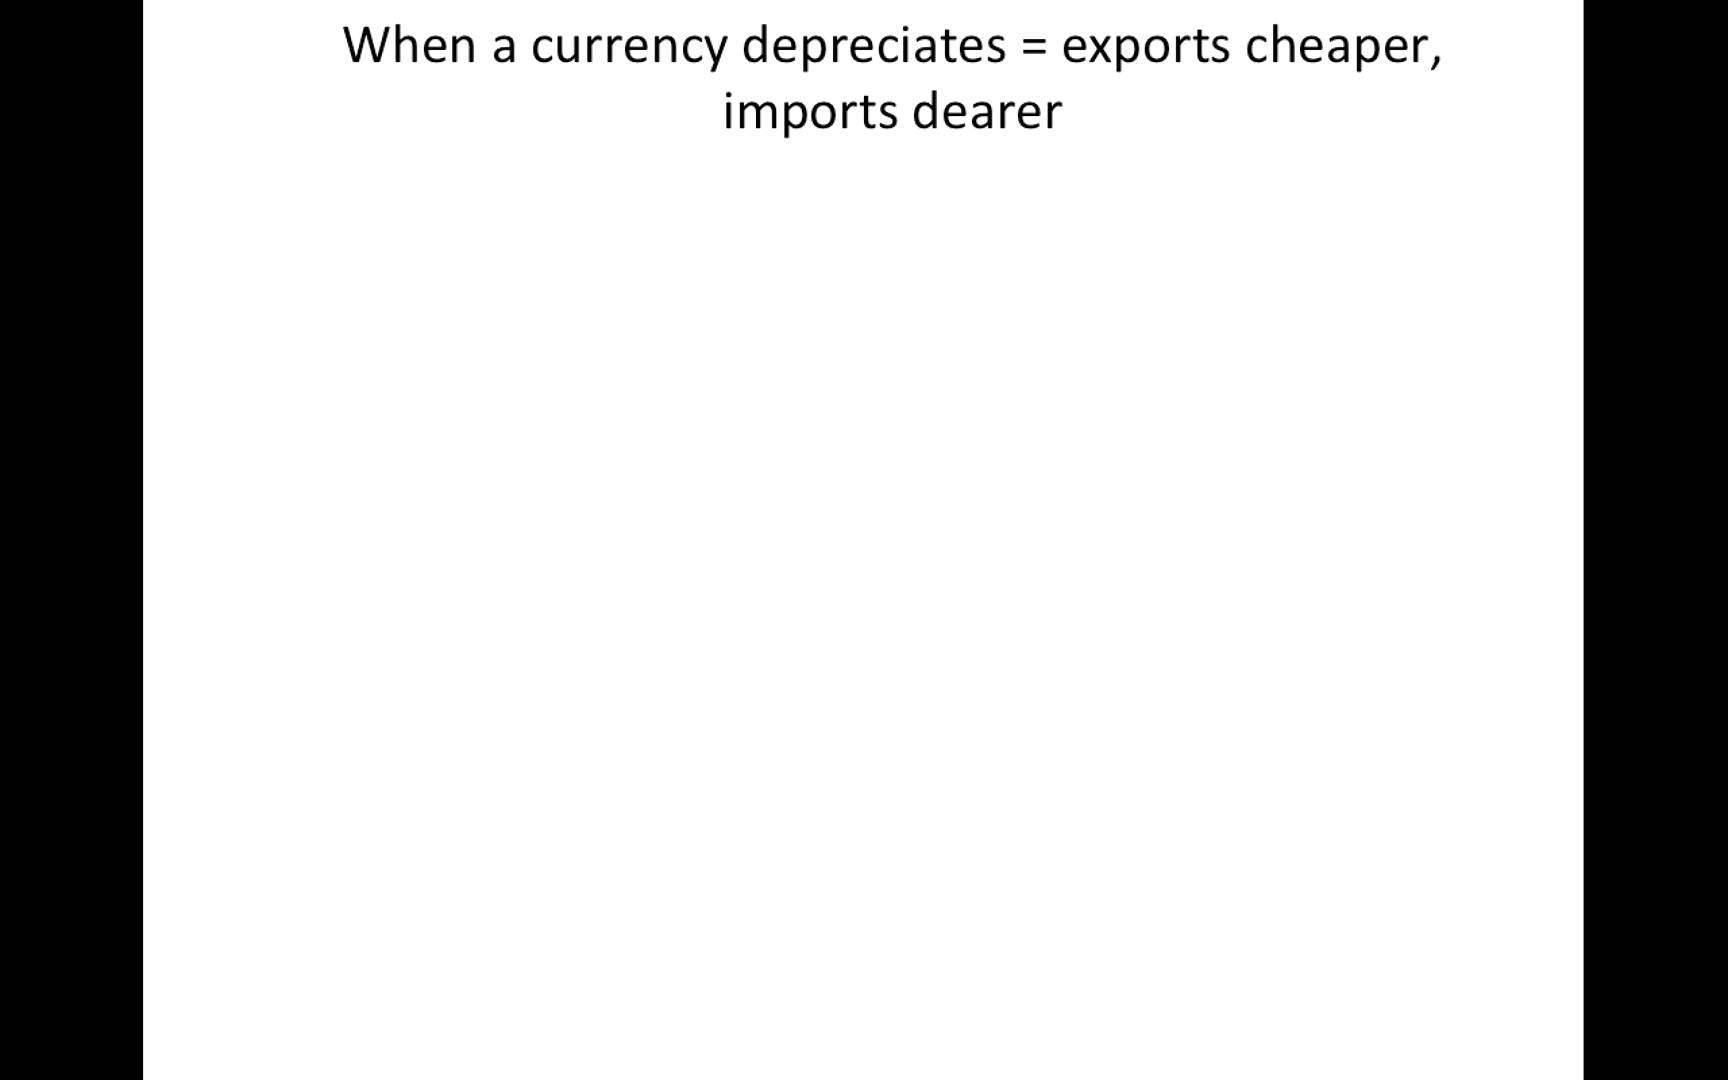 When a currency depreciates = exports cheaper,
imports dearer